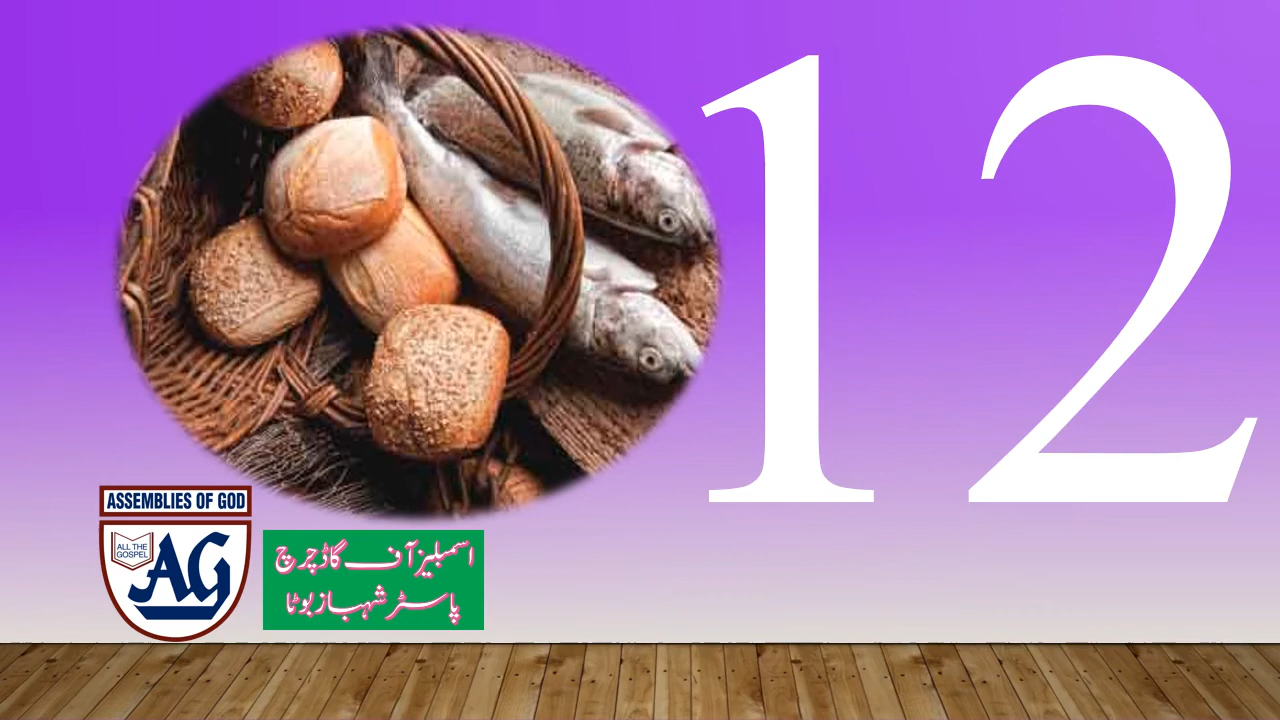 12
ASSEMBLIES OF GOD
ALL THE
GOSPEL
AG
اسمبلیز آف گاڈ چرچ
پاسٹر شہباز بوٹا